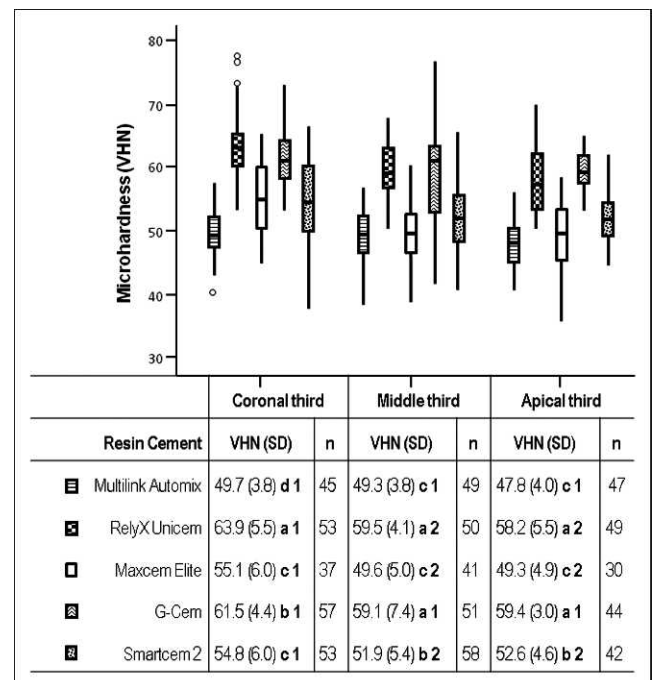 80
70
60
50
40
30
Microhardness (VHN)
Coronal third Middle third Apical third
Resin Cement VHN (SD) n VHN (SD) n VHN (SD) n
Multilink Automix 49.7 (3.8) d 1 45 49.3 (3.8) c 1 49 47.8 (4.0) c 1 47
RelyX Unicem 63.9 (5.5) a 1 53 59.5 (4.1) a 2 50 58.2 (5.5) a 2 49
Maxcem Elite 55.1 (6.0) c 1 37 49.6 (5.0) c 2 41 49.3 (4.9) c 2 30
G-Cem 61.5 (4.4) b 1 57 59.1 (7.4) a 1 51 59.4 (3.0) a 1 44
Smartcem 2 54.8 (6.0) c 1 53 51.9 (5.4) b 2 58 52.6 (4.6) b 2 42